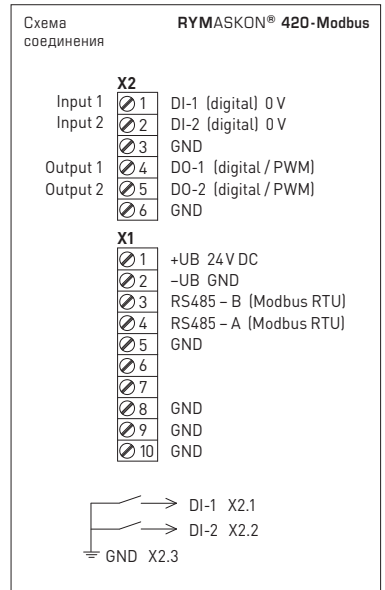 Схема соединения
RYMASKON® 420-Modbus
X2
Input 1 1 DI-1 (digital) 0 V
Input 2 2 DI-2 (digital) 0 V
3 GND
Output 1 4 DO-1 (digital / PWM)
Output 2 5 DO-2 (digital / PWM)
6 GND
X1
1 +UB 24 V DC
2 –UB GND
3 RS485 – B (Modbus RTU)
4 RS485 – A (Modbus RTU)
5 GND
6
7
8 GND
9 GND
10 GND
DI-1 X2.1
DI-2 X2.2
GND X2.3